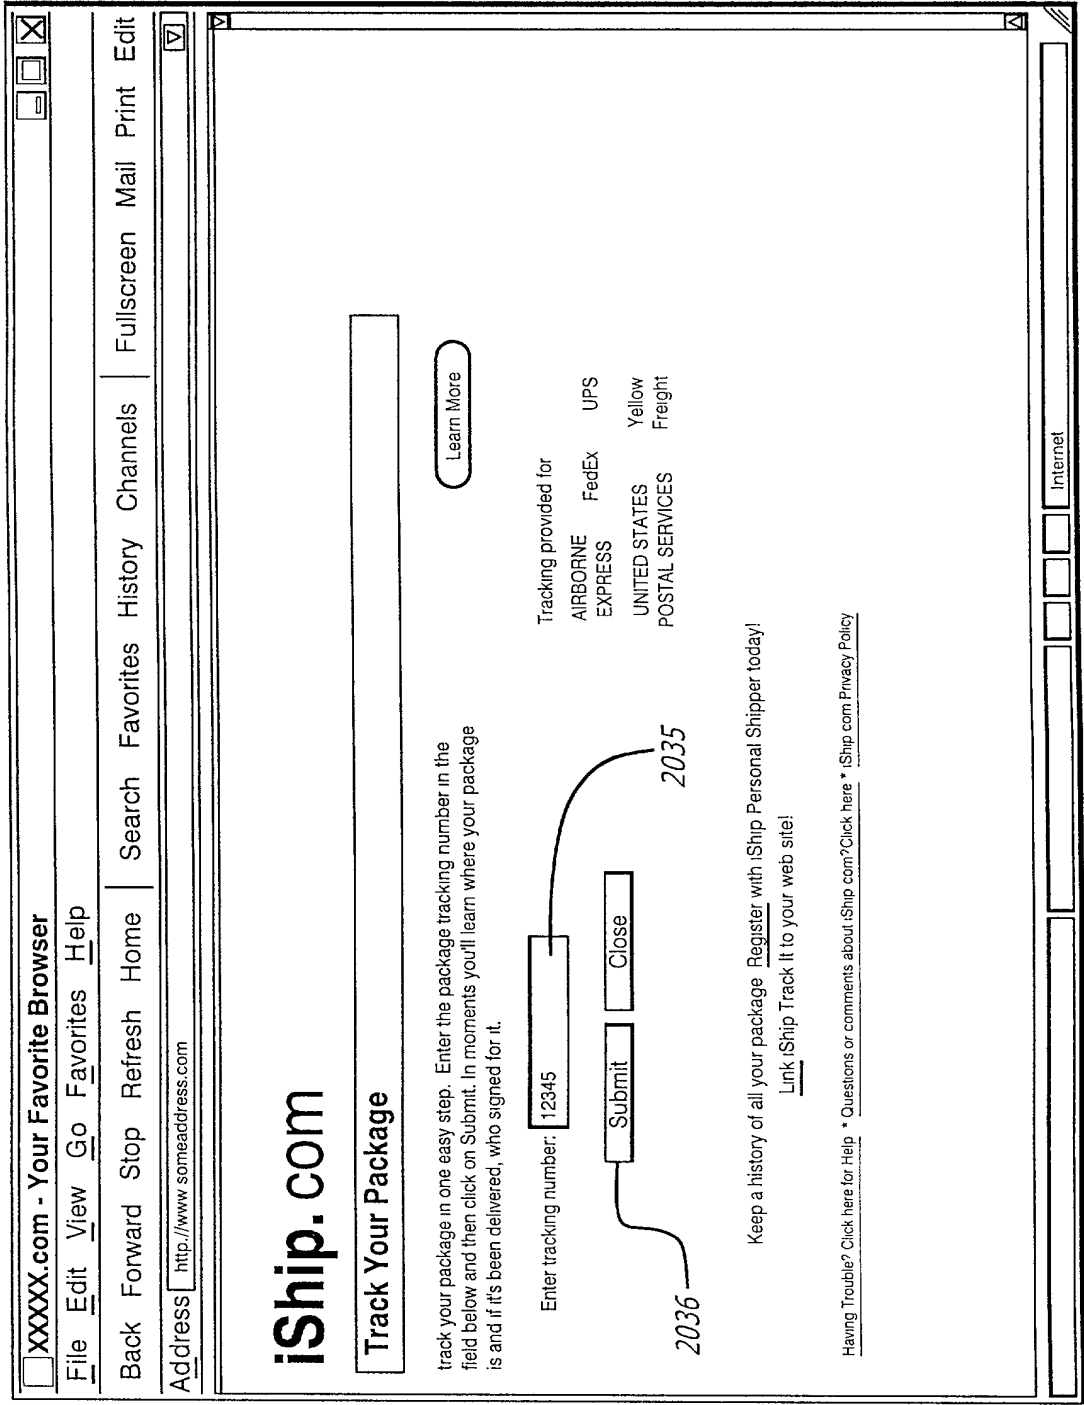 XXXXX.com - Your Favorite Browser
File Edit View Go Favorites Help
Back Forward Stop Refresh Home Search Favorites History Channels Fullscreen Mail Print Edit
Address http://www someaddress.com
iShip.com
Track Your Package
track your package in one easy step. Enter the package tracking number in the
field below and then click on Submit. In moments you'll learn where your package
is and if it's been delivered, who signed for it.
Learn More
Enter tracking number: 12345
Submit Close
2035
2036
Tracking provided for
AIRBORNE
EXPRESS
FedEx
UPS
UNITED STATES
POSTAL SERVICES
Yellow
Freight
Keep a history of all your package Register with iShip Personal Shipper today!
Link iShip Track It to your web site!
Having Trouble? Click here for Help * Questions or comments about iShip com?Click here * iShip com Privacy Policy
Internet